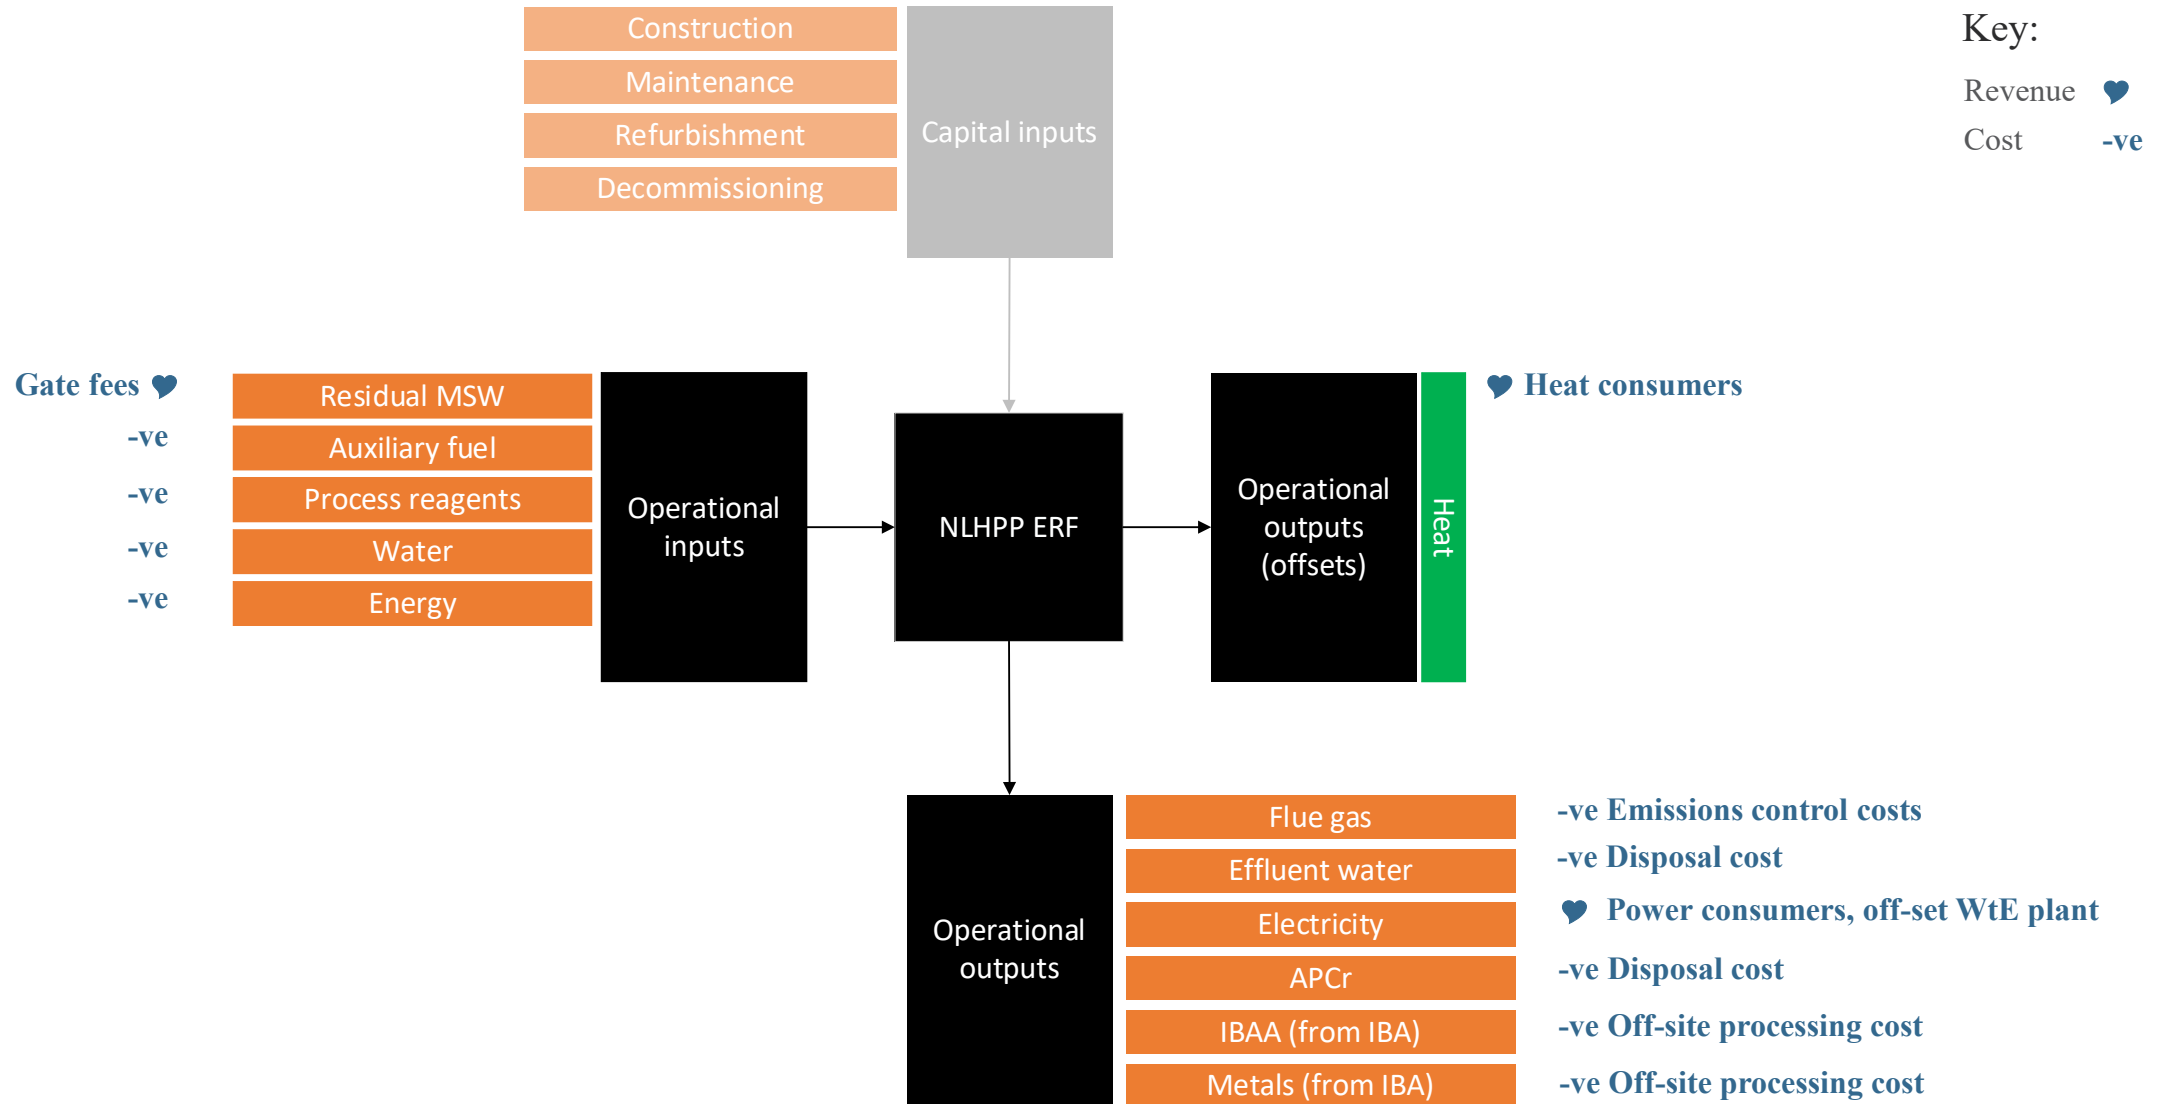 Construction
Maintenance
Refurbishment
Decommissioning
Capital inputs
Key:
Revenue
Cost -ve
Gate fees
-ve
-ve
-ve
-ve
Residual MSW
Auxiliary fuel
Process reagents
Water
Energy
Operational
inputs
NLHPP ERF
Operational
outputs
(offsets)
Heat
Heat consumers
Operational
outputs
Flue gas
Effluent water
Electricity
APCr
IBAA (from IBA)
Metals (from IBA)
-ve Emissions control costs
-ve Disposal cost
Power consumers, off-set WtE plant
-ve Disposal cost
-ve Off-site processing cost
-ve Off-site processing cost